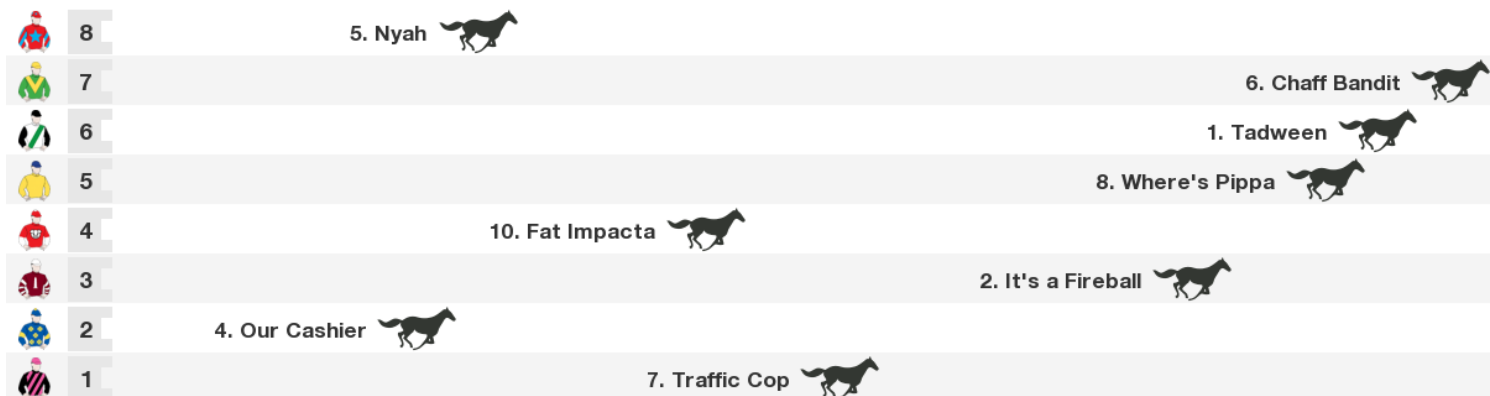 8 5. Nyah
7 6. Chaff Bandit
6 1. Tadween
5 8. Where's Pippa
4 10. Fat Impacta
3 2. It's a Fireball
2 4. Our Cashier
1 7. Traffic Cop